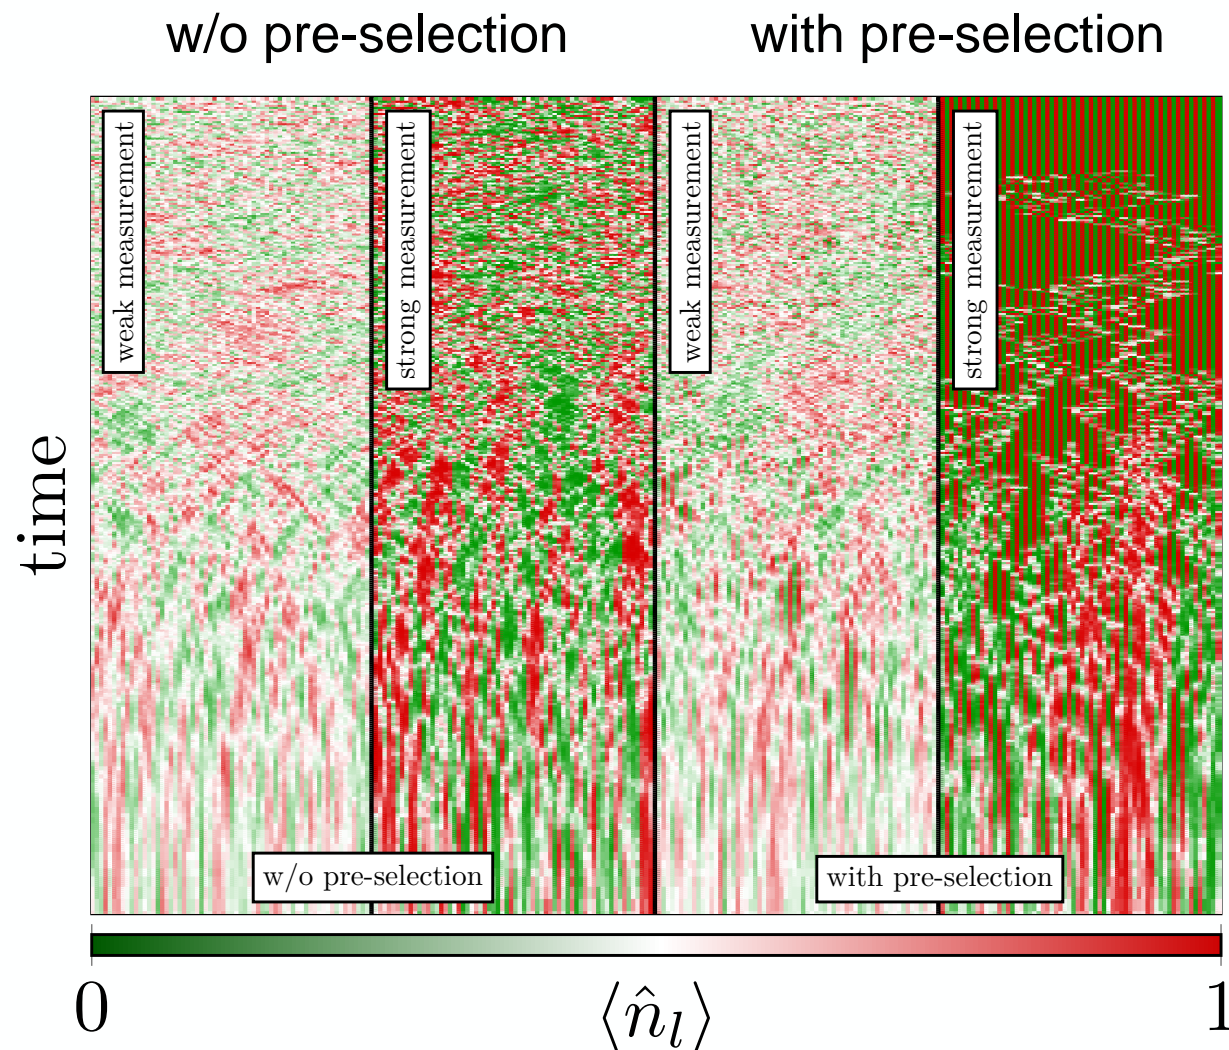 w/o pre-selection
with pre-selection
weak measurement
strong measurement
weak measurement
strong measurement
time
w/o pre-selection
with pre-selection
0
⟨n̂_l⟩
1